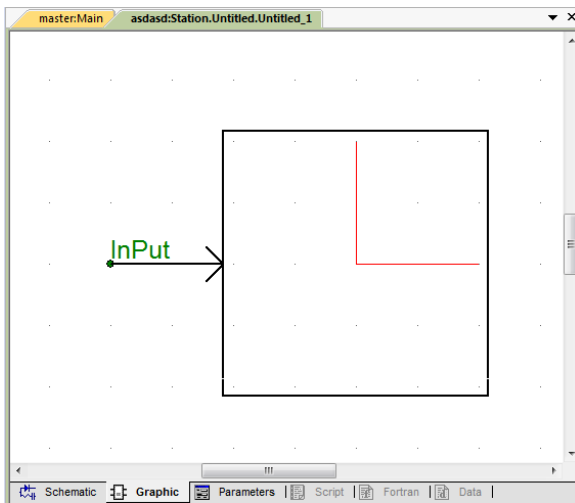 master:Main asdasd:Station.Untitled.Untitled_1
InPut
Schematic Graphic Parameters Script Fortran Data